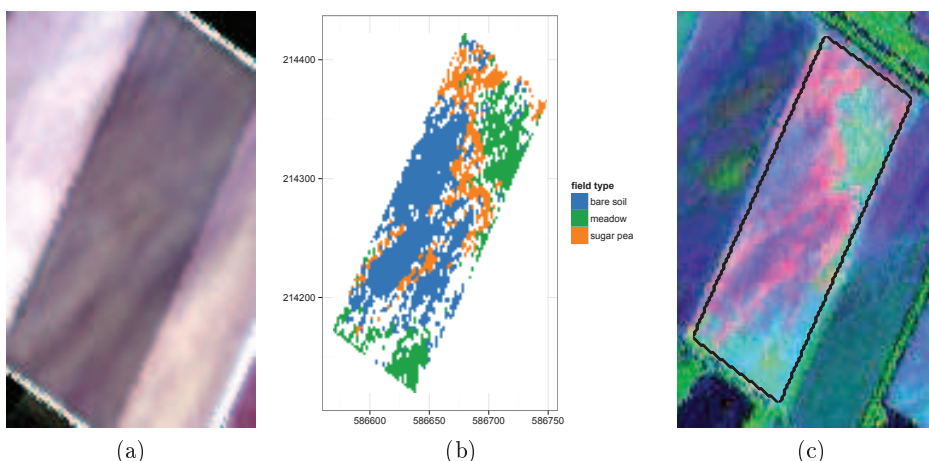 214400
214300
214200
586600 586650 586700 586750
field type
bare soil
meadow
sugar pea
(a) (b) (c)